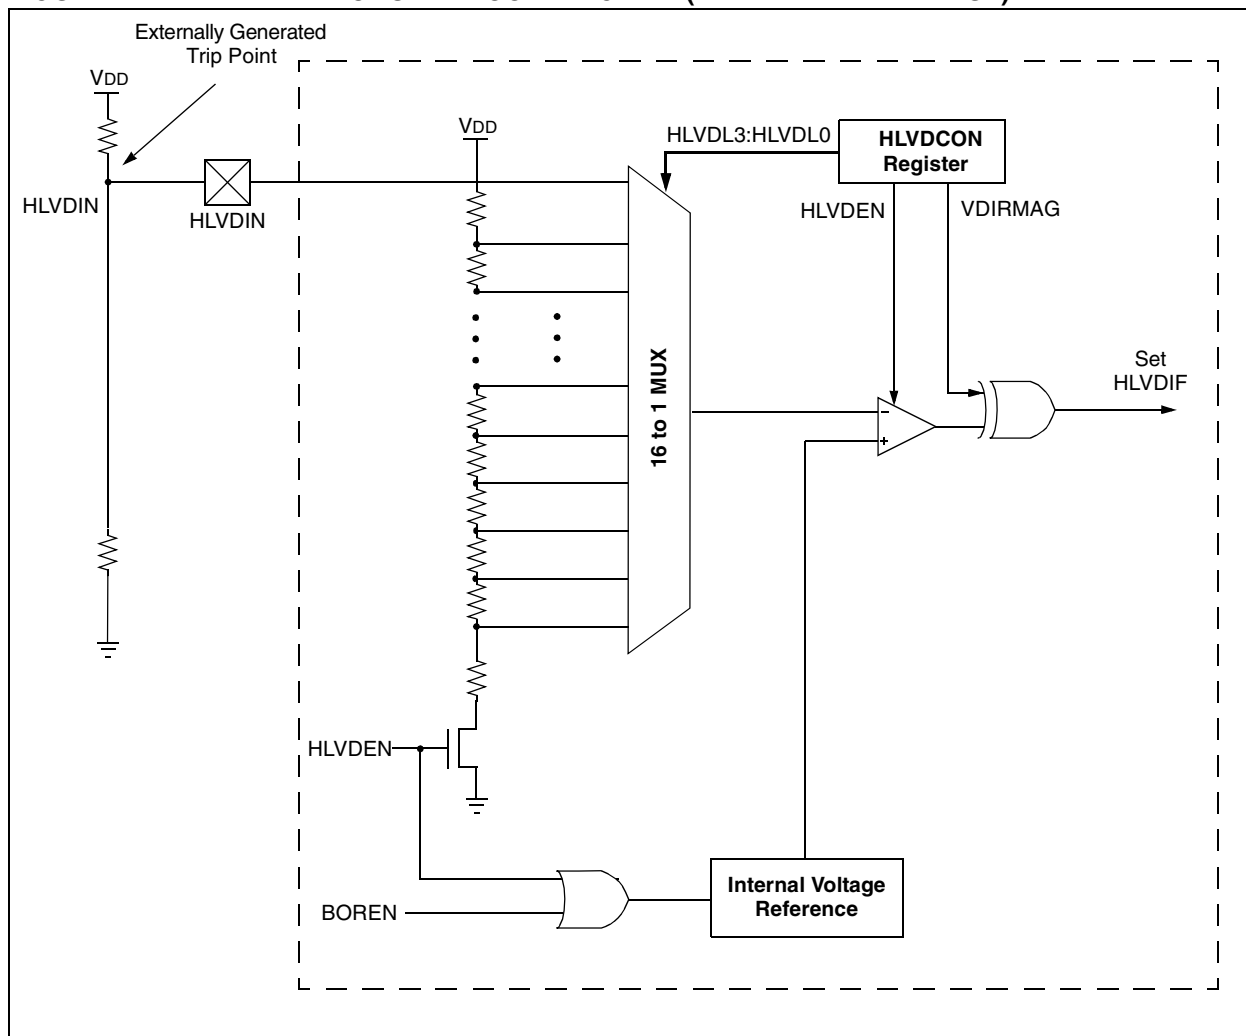 Externally Generated
Trip Point
VDD
VDD
HLVDL3:HLVDL0
HLVDCON
Register
HLVDIN
HLVDIN
HLVDEN
VDIRMAG
16 to 1 MUX
Set
HLVDIF
-
+
HLVDEN
BOREN
Internal Voltage
Reference